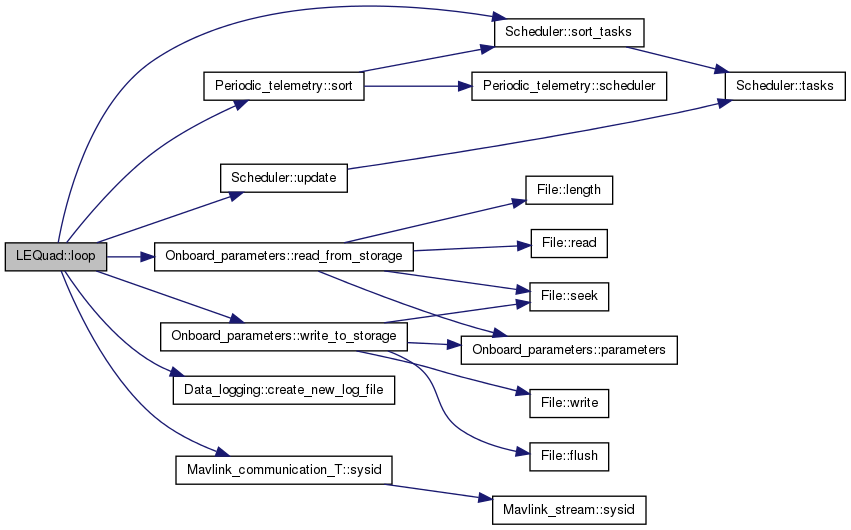 Scheduler::sort_tasks
Periodic_telemetry::sort
Periodic_telemetry::scheduler
Scheduler::tasks
Scheduler::update
File::length
File::read
LEQuad::loop
Onboard_parameters::read_from_storage
File::seek
Onboard_parameters::write_to_storage
Onboard_parameters::parameters
Data_logging::create_new_log_file
File::write
File::flush
Mavlink_communication_T::sysid
Mavlink_stream::sysid